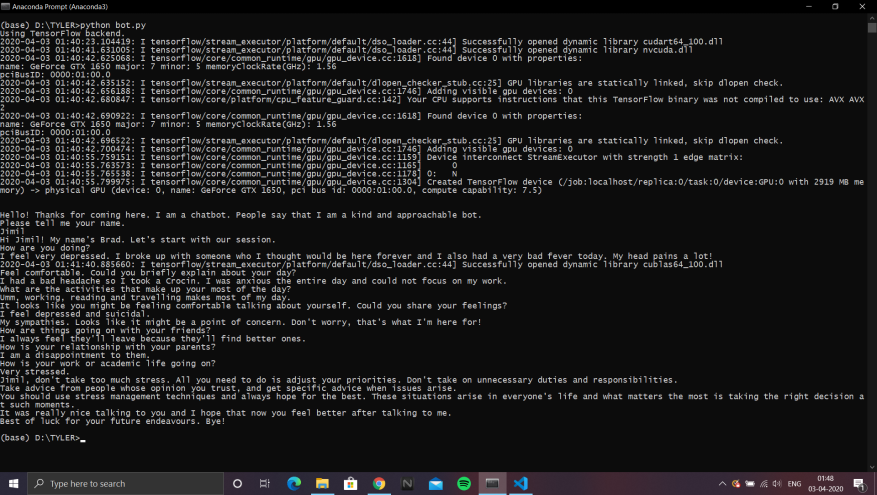 Anaconda Prompt (Anaconda3)
(base) D:\TYLER>python bot.py
Using TensorFlow backend.
2020-04-03 01:40:23.104419: I tensorflow/stream_executor/platform/default/dso_loader.cc:44] Successfully opened dynamic library cudart64_100.dll
2020-04-03 01:40:41.631005: I tensorflow/stream_executor/platform/default/dso_loader.cc:44] Successfully opened dynamic library nvcuda.dll
2020-04-03 01:40:42.625068: I tensorflow/core/common_runtime/gpu/gpu_device.cc:1618] Found device 0 with properties:
name: GeForce GTX 1650 major: 7 minor: 5 memoryClockRate(GHz): 1.56
pciBusID: 0000:01:00.0
2020-04-03 01:40:42.635152: I tensorflow/stream_executor/platform/default/dlopen_checker_stub.cc:25] GPU libraries are statically linked, skip dlopen check.
2020-04-03 01:40:42.656188: I tensorflow/core/common_runtime/gpu/gpu_device.cc:1746] Adding visible gpu devices: 0
2020-04-03 01:40:42.680847: I tensorflow/core/platform/cpu_feature_guard.cc:142] Your CPU supports instructions that this TensorFlow binary was not compiled to use: AVX AVX
2
2020-04-03 01:40:42.690922: I tensorflow/core/common_runtime/gpu/gpu_device.cc:1618] Found device 0 with properties:
name: GeForce GTX 1650 major: 7 minor: 5 memoryClockRate(GHz): 1.56
pciBusID: 0000:01:00.0
2020-04-03 01:40:42.696522: I tensorflow/stream_executor/platform/default/dlopen_checker_stub.cc:25] GPU libraries are statically linked, skip dlopen check.
2020-04-03 01:40:42.700474: I tensorflow/core/common_runtime/gpu/gpu_device.cc:1746] Adding visible gpu devices: 0
2020-04-03 01:40:55.759151: I tensorflow/core/common_runtime/gpu/gpu_device.cc:1159] Device interconnect StreamExecutor with strength 1 edge matrix:
2020-04-03 01:40:55.763573: I tensorflow/core/common_runtime/gpu/gpu_device.cc:1165]      0
2020-04-03 01:40:55.765538: I tensorflow/core/common_runtime/gpu/gpu_device.cc:1178] 0:   N
2020-04-03 01:40:55.799975: I tensorflow/core/common_runtime/gpu/gpu_device.cc:1304] Created TensorFlow device (/job:localhost/replica:0/task:0/device:GPU:0 with 2919 MB me
mory) -> physical GPU (device: 0, name: GeForce GTX 1650, pci bus id: 0000:01:00.0, compute capability: 7.5)
Hello! Thanks for coming here. I am a chatbot. People say that I am a kind and approachable bot.
Please tell me your name.
Jimil
Hi Jimil! My name's Brad. Let's start with our session.
How are you doing?
I feel very depressed. I broke up with someone who I thought would be here forever and I also had a very bad fever today. My head pains a lot!
2020-04-03 01:41:40.885660: I tensorflow/stream_executor/platform/default/dso_loader.cc:44] Successfully opened dynamic library cublas64_100.dll
Feel comfortable. Could you briefly explain about your day?
I had a bad headache so I took a Crocin. I was anxious the entire day and could not focus on my work.
What are the activities that make up your most of the day?
Umm, working, reading and travelling makes most of my day.
It looks like you might be feeling comfortable talking about yourself. Could you share your feelings?
I feel depressed and suicidal.
My sympathies. Looks like it might be a point of concern. Don't worry, that's what I'm here for!
How are things going on with your friends?
I always feel they'll leave because they'll find better ones.
How is your relationship with your parents?
I am a disappointment to them.
How is your work or academic life going on?
Very stressed.
Jimil, don't take too much stress. All you need to do is adjust your priorities. Don't take on unnecessary duties and responsibilities.
Take advice from people whose opinion you trust, and get specific advice when issues arise.
You should use stress management techniques and always hope for the best. These situations arise in everyone's life and what matters the most is taking the right decision a
t such moments.
It was really nice talking to you and I hope that now you feel better after talking to me.
Best of luck for your future endeavours. Bye!
(base) D:\TYLER>
Type here to search
ENG
01:48
03-04-2020